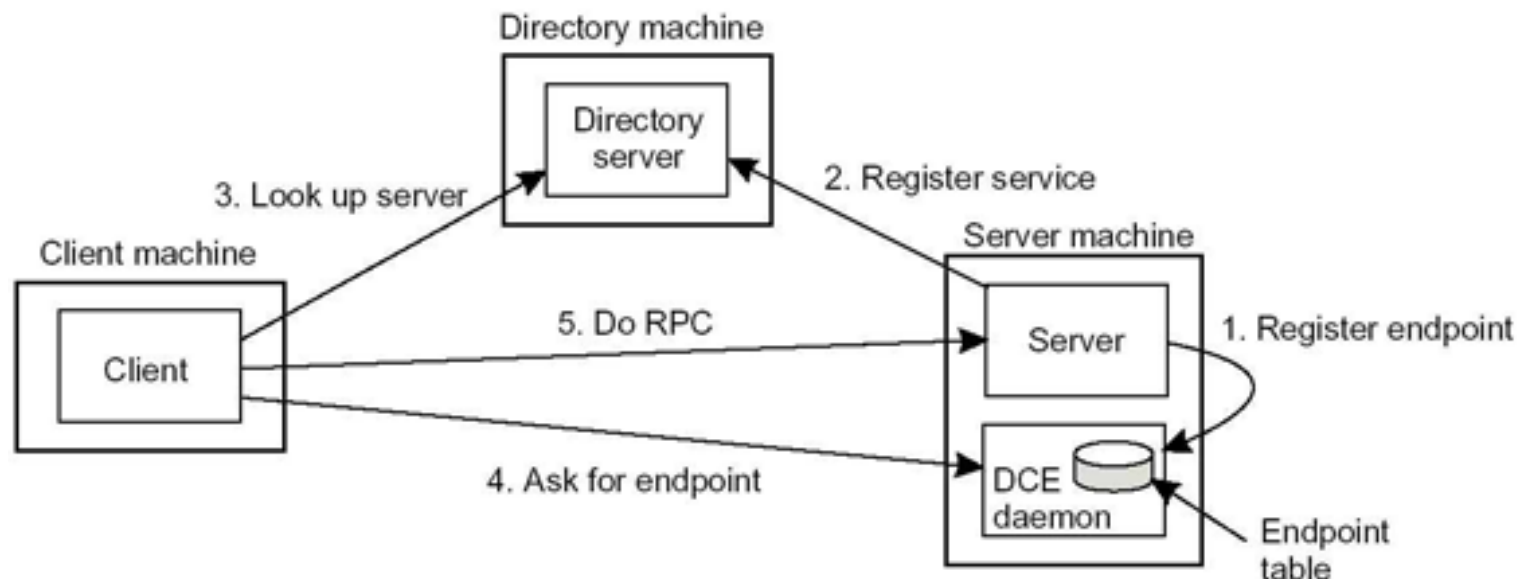 Directory machine
Directory
server
3. Look up server
2. Register service
Client machine
Server machine
Client
5. Do RPC
Server
1. Register endpoint
4. Ask for endpoint
DCE
daemon
Endpoint
table